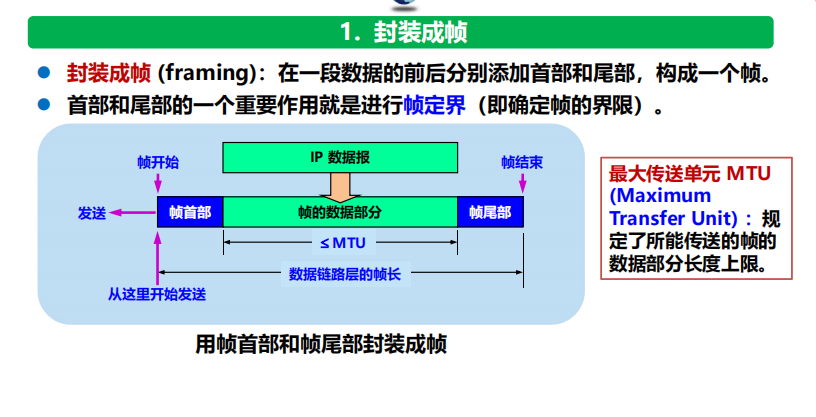 1. 封装成帧
封装成帧 (framing)：在一段数据的前后分别添加首部和尾部，构成一个帧。
首部和尾部的一个重要作用就是进行帧定界（即确定帧的界限）。
IP 数据报
帧开始
帧结束
发送
帧首部
帧的数据部分
帧尾部
≤ MTU
数据链路层的帧长
从这里开始发送
最大传送单元 MTU
(Maximum
Transfer Unit) ：规
定了所能传送的帧的
数据部分长度上限。
用帧首部和帧尾部封装成帧